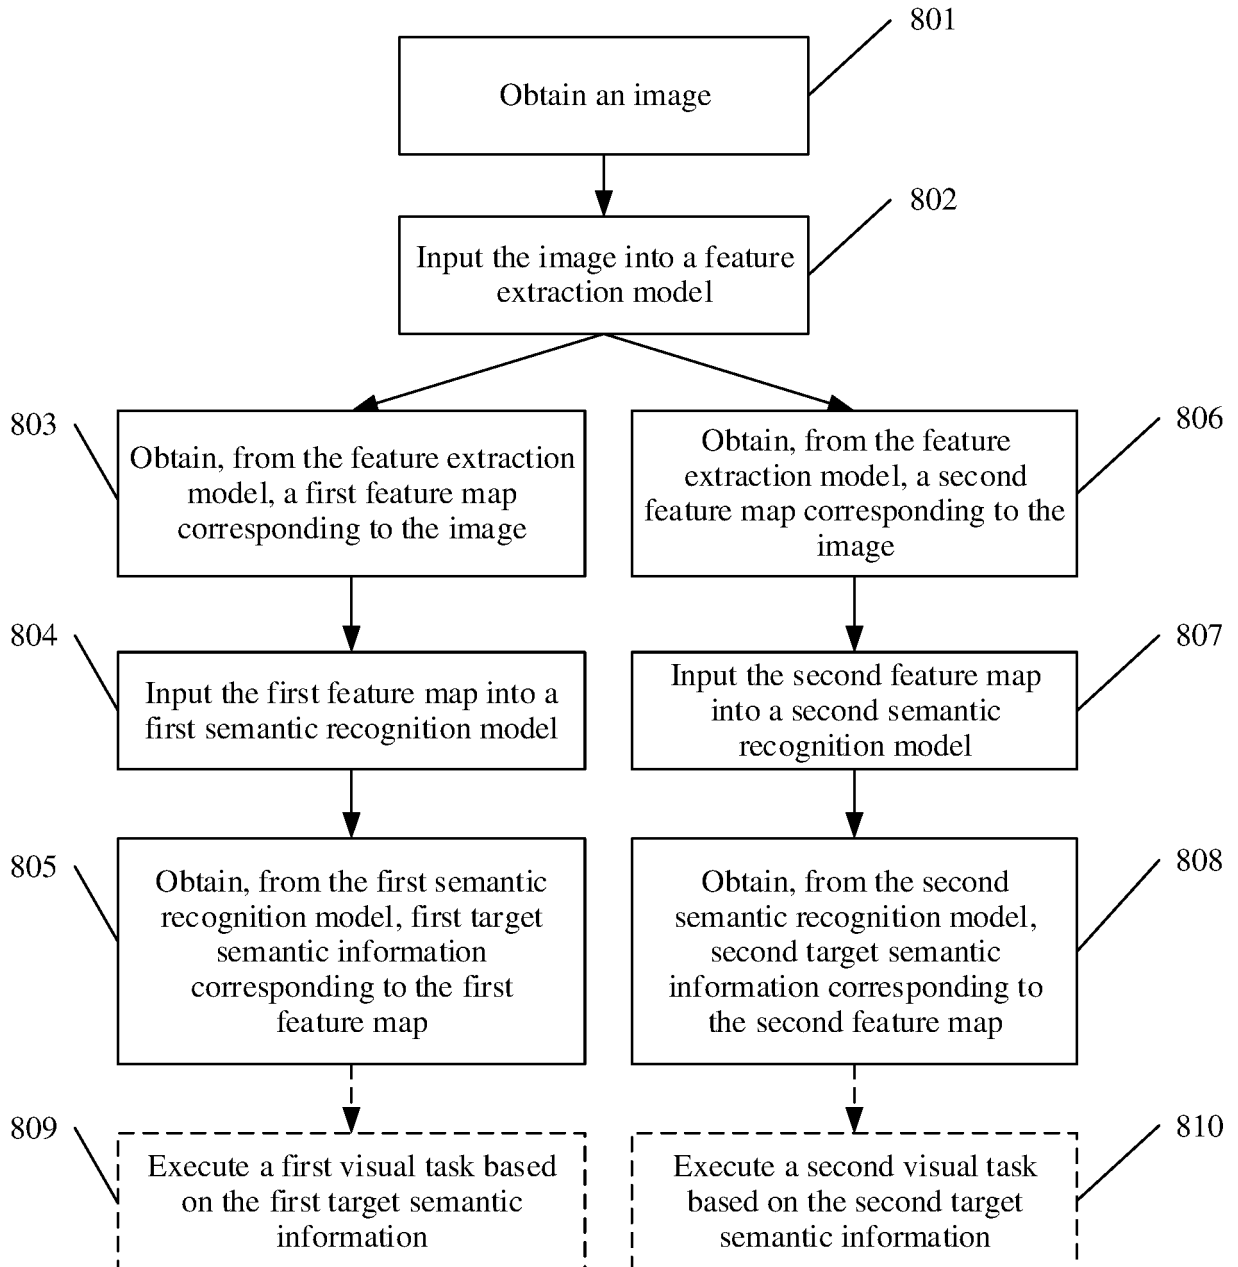 801
Obtain an image
802
Input the image into a feature
extraction model
803
Obtain, from the feature extraction
model, a first feature map
corresponding to the image
806
Obtain, from the feature
extraction model, a second
feature map corresponding to the
image
804
Input the first feature map into a
first semantic recognition model
807
Input the second feature map
into a second semantic
recognition model
805
Obtain, from the first semantic
recognition model, first target
semantic information
corresponding to the first
feature map
808
Obtain, from the second
semantic recognition model,
second target semantic
information corresponding to
the second feature map
809
Execute a first visual task based
on the first target semantic
information
810
Execute a second visual task
based on the second target
semantic information